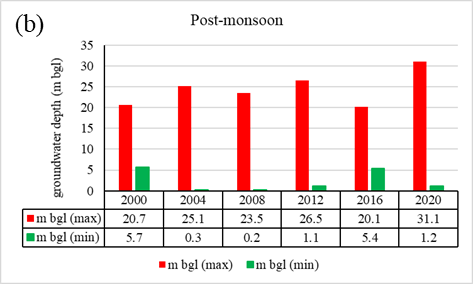 (b)
Post-monsoon
groundwater depth (m bgl)
35
30
25
20
15
10
5
0
2000 2004 2008 2012 2016 2020
m bgl (max) 20.7 25.1 23.5 26.5 20.1 31.1
m bgl (min) 5.7 0.3 0.2 1.1 5.4 1.2
m bgl (max) m bgl (min)